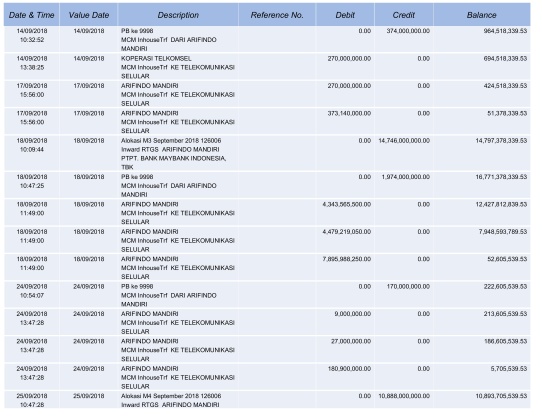 Date & Time Value Date Description Reference No. Debit Credit Balance
14/09/2018 14/09/2018 PB ke 9998 0.00 374,000,000.00 964,518,339.53
10:32:52 MCM InhouseTrf DARI ARIFINDO
MANDIRI
14/09/2018 14/09/2018 KOPERASI TELKOMSEL 270,000,000.00 0.00 694,518,339.53
13:38:25 MCM InhouseTrf KE TELEKOMUNIKASI
SELULAR
17/09/2018 17/09/2018 ARIFINDO MANDIRI 270,000,000.00 0.00 424,518,339.53
15:56:00 MCM InhouseTrf KE TELEKOMUNIKASI
SELULAR
17/09/2018 17/09/2018 ARIFINDO MANDIRI 373,140,000.00 0.00 51,378,339.53
15:56:00 MCM InhouseTrf KE TELEKOMUNIKASI
SELULAR
18/09/2018 18/09/2018 Alokasi M3 September 2018 126006 0.00 14,746,000,000.00 14,797,378,339.53
10:09:44 Inward RTGS ARIFINDO MANDIRI
PTPT. BANK MAYBANK INDONESIA,
TBK
18/09/2018 18/09/2018 PB ke 9998 0.00 1,974,000,000.00 16,771,378,339.53
10:47:25 MCM InhouseTrf DARI ARIFINDO
MANDIRI
18/09/2018 18/09/2018 ARIFINDO MANDIRI 4,343,565,500.00 0.00 12,427,812,839.53
11:49:00 MCM InhouseTrf KE TELEKOMUNIKASI
SELULAR
18/09/2018 18/09/2018 ARIFINDO MANDIRI 4,479,219,050.00 0.00 7,948,593,789.53
11:49:00 MCM InhouseTrf KE TELEKOMUNIKASI
SELULAR
18/09/2018 18/09/2018 ARIFINDO MANDIRI 7,895,988,250.00 0.00 52,605,539.53
11:49:00 MCM InhouseTrf KE TELEKOMUNIKASI
SELULAR
24/09/2018 24/09/2018 PB ke 9998 0.00 170,000,000.00 222,605,539.53
10:54:07 MCM InhouseTrf DARI ARIFINDO
MANDIRI
24/09/2018 24/09/2018 ARIFINDO MANDIRI 9,000,000.00 0.00 213,605,539.53
13:47:28 MCM InhouseTrf KE TELEKOMUNIKASI
SELULAR
24/09/2018 24/09/2018 ARIFINDO MANDIRI 27,000,000.00 0.00 186,605,539.53
13:47:28 MCM InhouseTrf KE TELEKOMUNIKASI
SELULAR
24/09/2018 24/09/2018 ARIFINDO MANDIRI 180,900,000.00 0.00 5,705,539.53
13:47:28 MCM InhouseTrf KE TELEKOMUNIKASI
SELULAR
25/09/2018 25/09/2018 Alokasi M4 September 2018 126006 0.00 10,888,000,000.00 10,893,705,539.53
10:47:28 Inward RTGS ARIFINDO MANDIRI